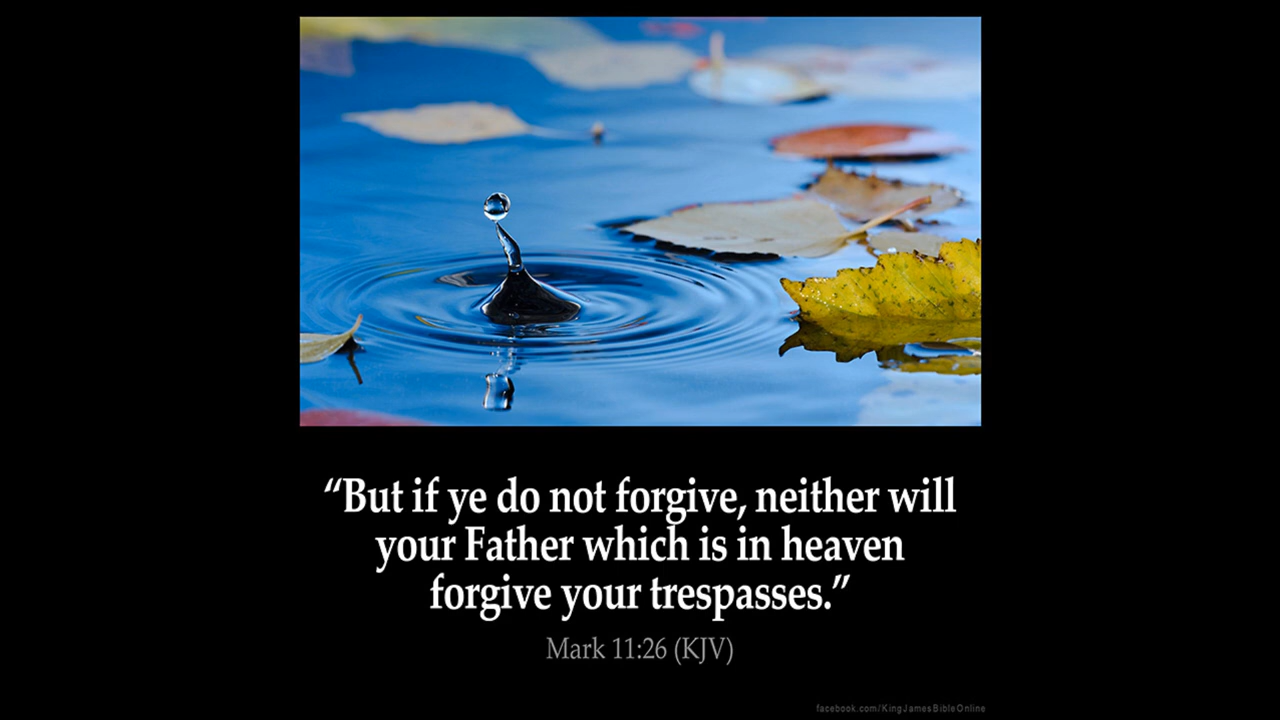 “But if ye do not forgive, neither will
your Father which is in heaven
forgive your trespasses.”
Mark 11:26 (KJV)
facebook.com/KingJamesBibleOnline